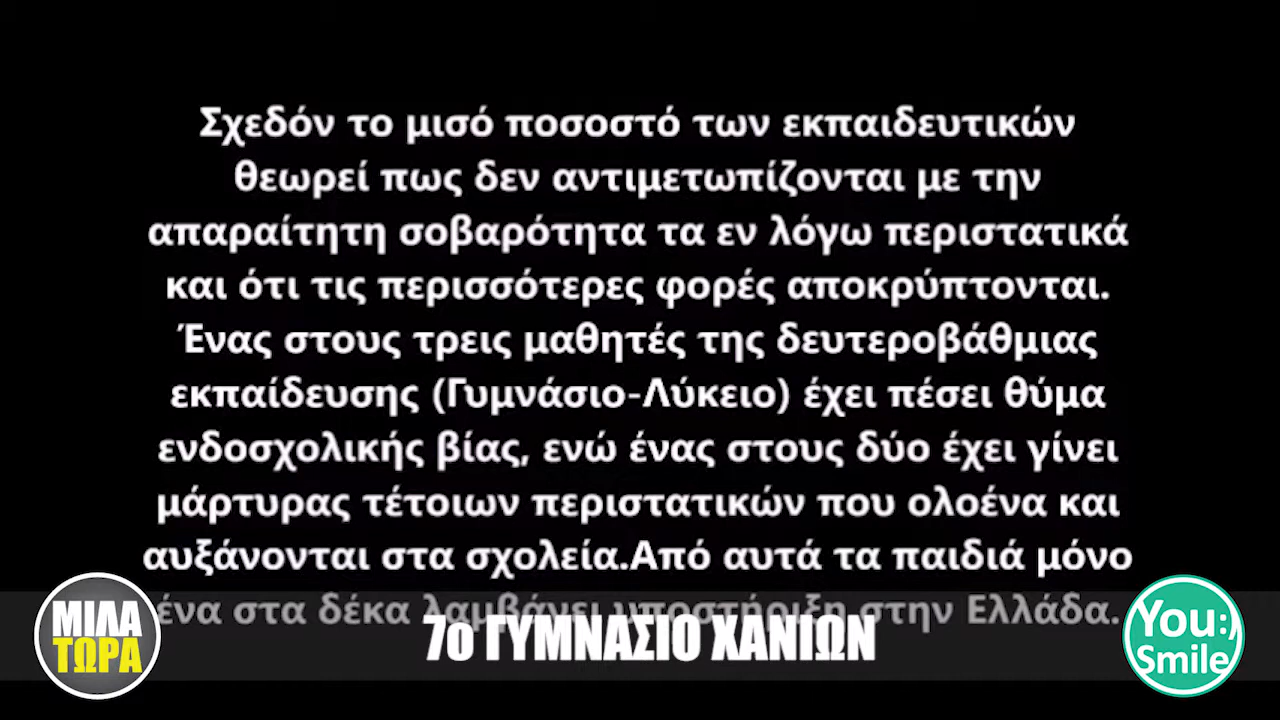 Σχεδόν το μισό ποσοστό των εκπαιδευτικών
θεωρεί πως δεν αντιμετωπίζονται με την
απαραίτητη σοβαρότητα τα εν λόγω περιστατικά
και ότι τις περισσότερες φορές αποκρύπτονται.
Ένας στους τρεις μαθητές της δευτεροβάθμιας
εκπαίδευσης (Γυμνάσιο-Λύκειο) έχει πέσει θύμα
ενδοσχολικής βίας, ενώ ένας στους δύο έχει γίνει
μάρτυρας τέτοιων περιστατικών που ολοένα και
αυξάνονται στα σχολεία.Από αυτά τα παιδιά μόνο
ένα στα δέκα λαμβάνει υποστήριξη στην Ελλάδα.
ΜΙΛΑ
ΤΩΡΑ
7ο ΓΥΜΝΑΣΙΟ ΧΑΝΙΩΝ
You:)
Smile